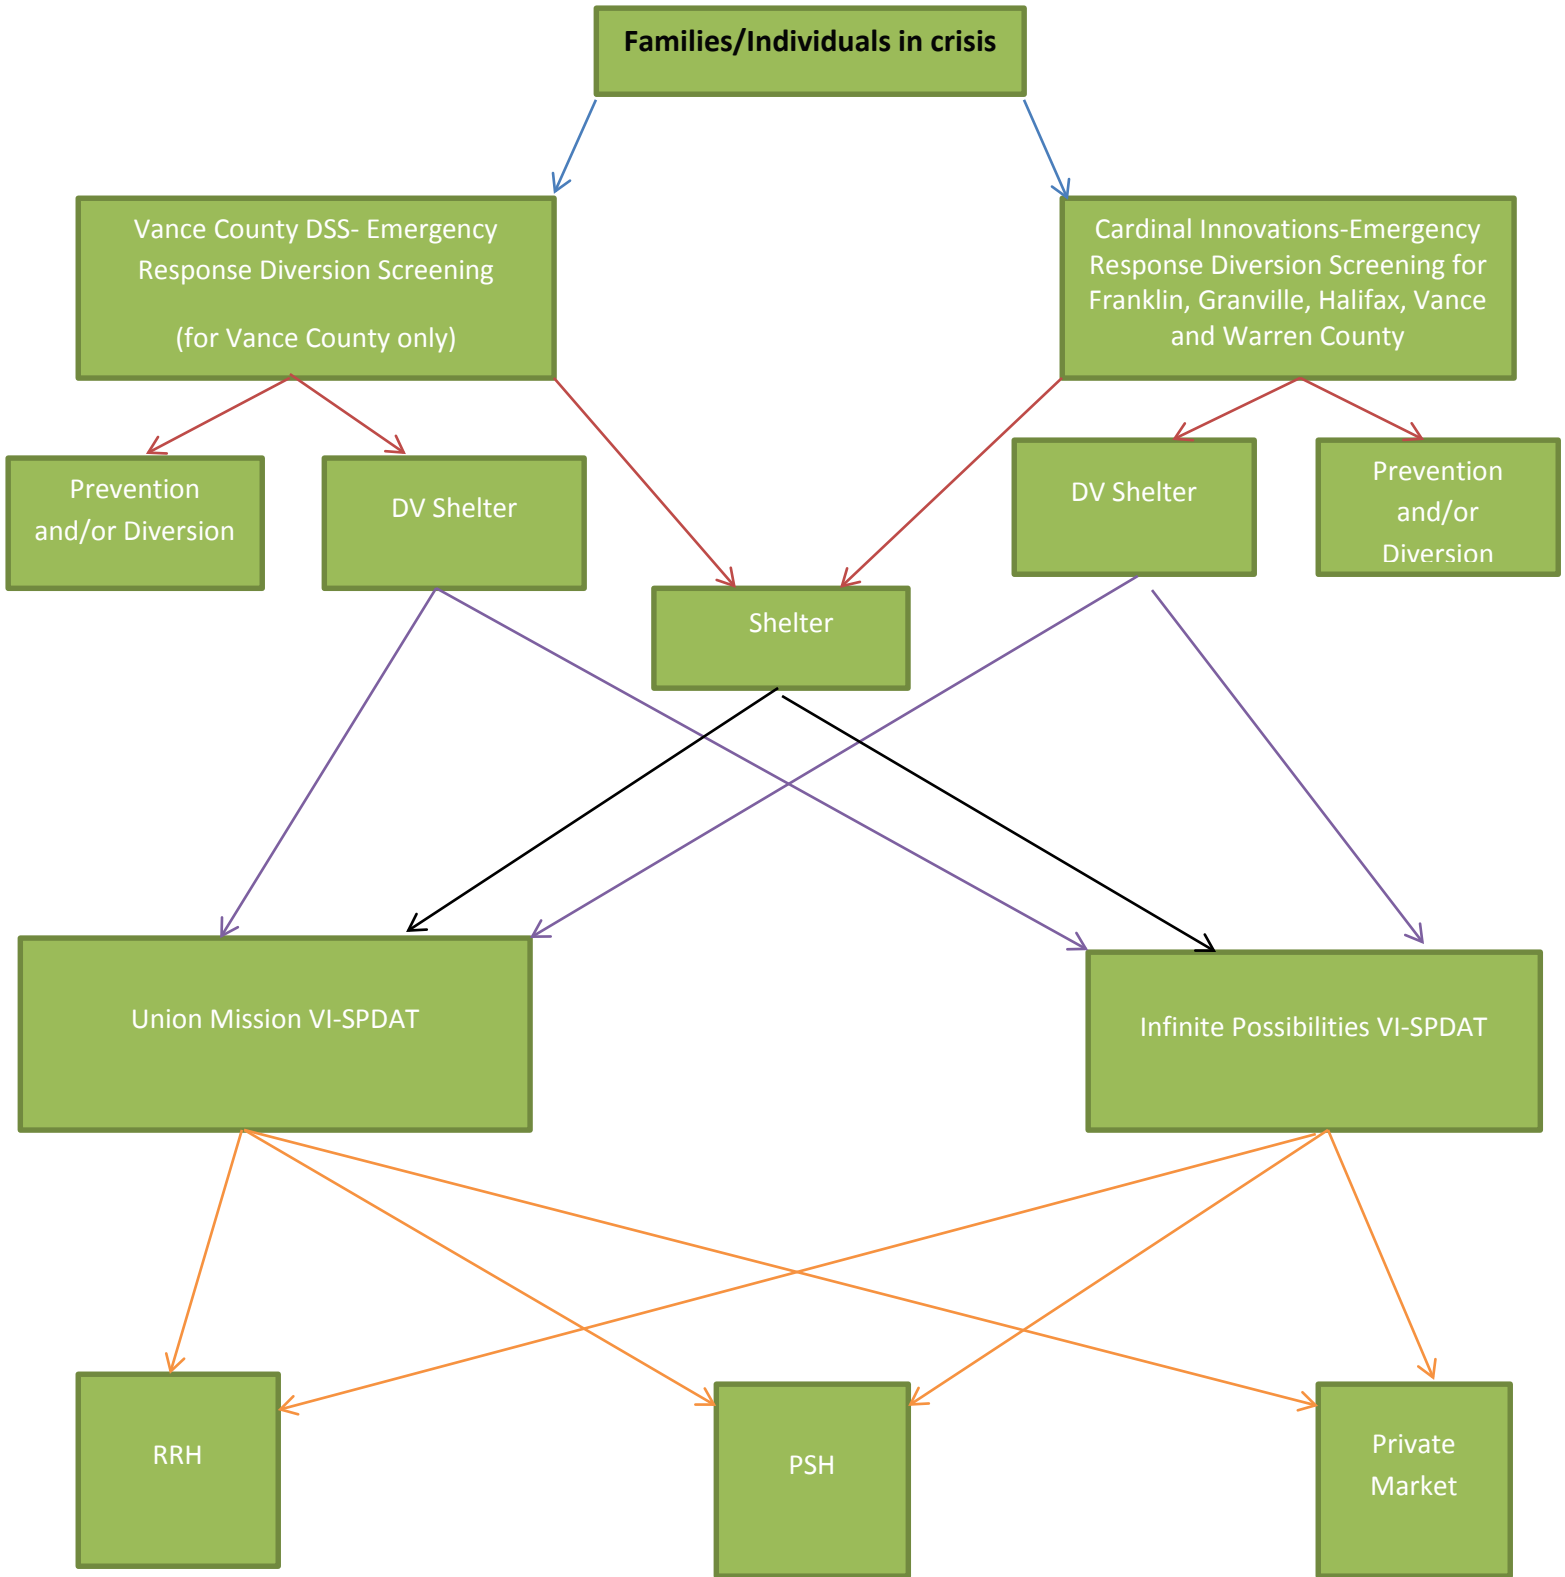 Families/Individuals in crisis
Vance County DSS- Emergency
Response Diversion Screening
(for Vance County only)
Cardinal Innovations-Emergency
Response Diversion Screening for
Franklin, Granville, Halifax, Vance
and Warren County
Prevention
and/or Diversion
DV Shelter
DV Shelter
Prevention
and/or
Diversion
Shelter
Union Mission VI-SPDAT
Infinite Possibilities VI-SPDAT
RRH
PSH
Private
Market